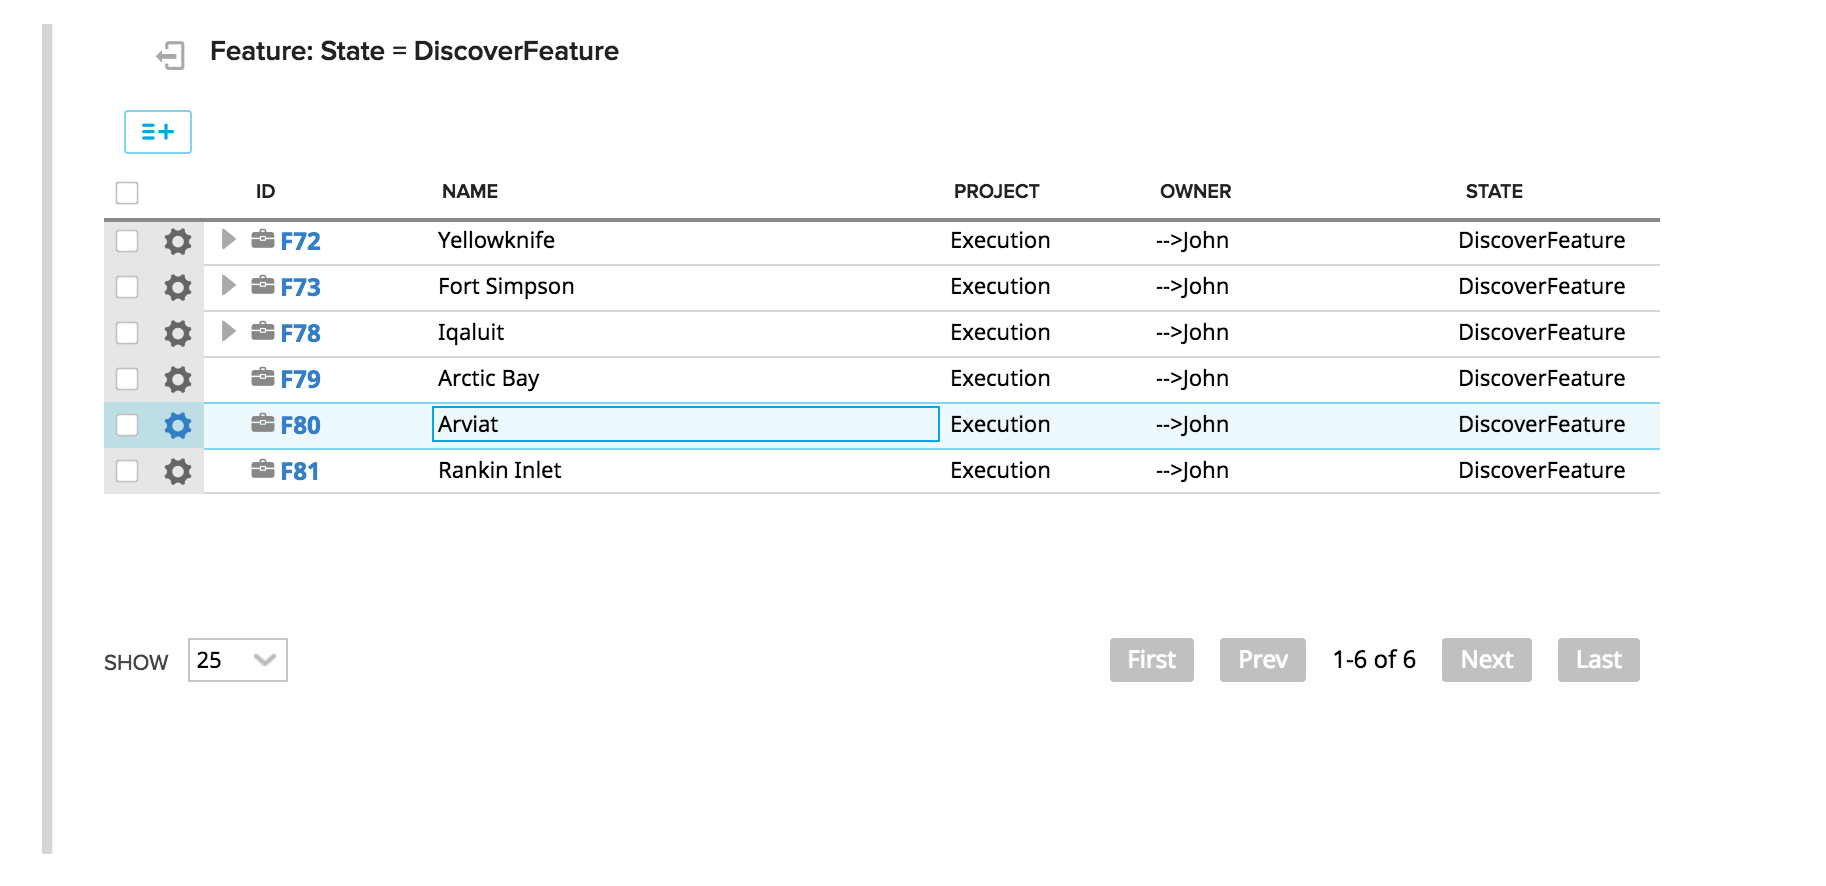 Feature: State = DiscoverFeature
ID NAME PROJECT OWNER STATE
F72 Yellowknife Execution -->John DiscoverFeature
F73 Fort Simpson Execution -->John DiscoverFeature
F78 Iqaluit Execution -->John DiscoverFeature
F79 Arctic Bay Execution -->John DiscoverFeature
F80 Arviat Execution -->John DiscoverFeature
F81 Rankin Inlet Execution -->John DiscoverFeature
SHOW 25 First Prev 1-6 of 6 Next Last